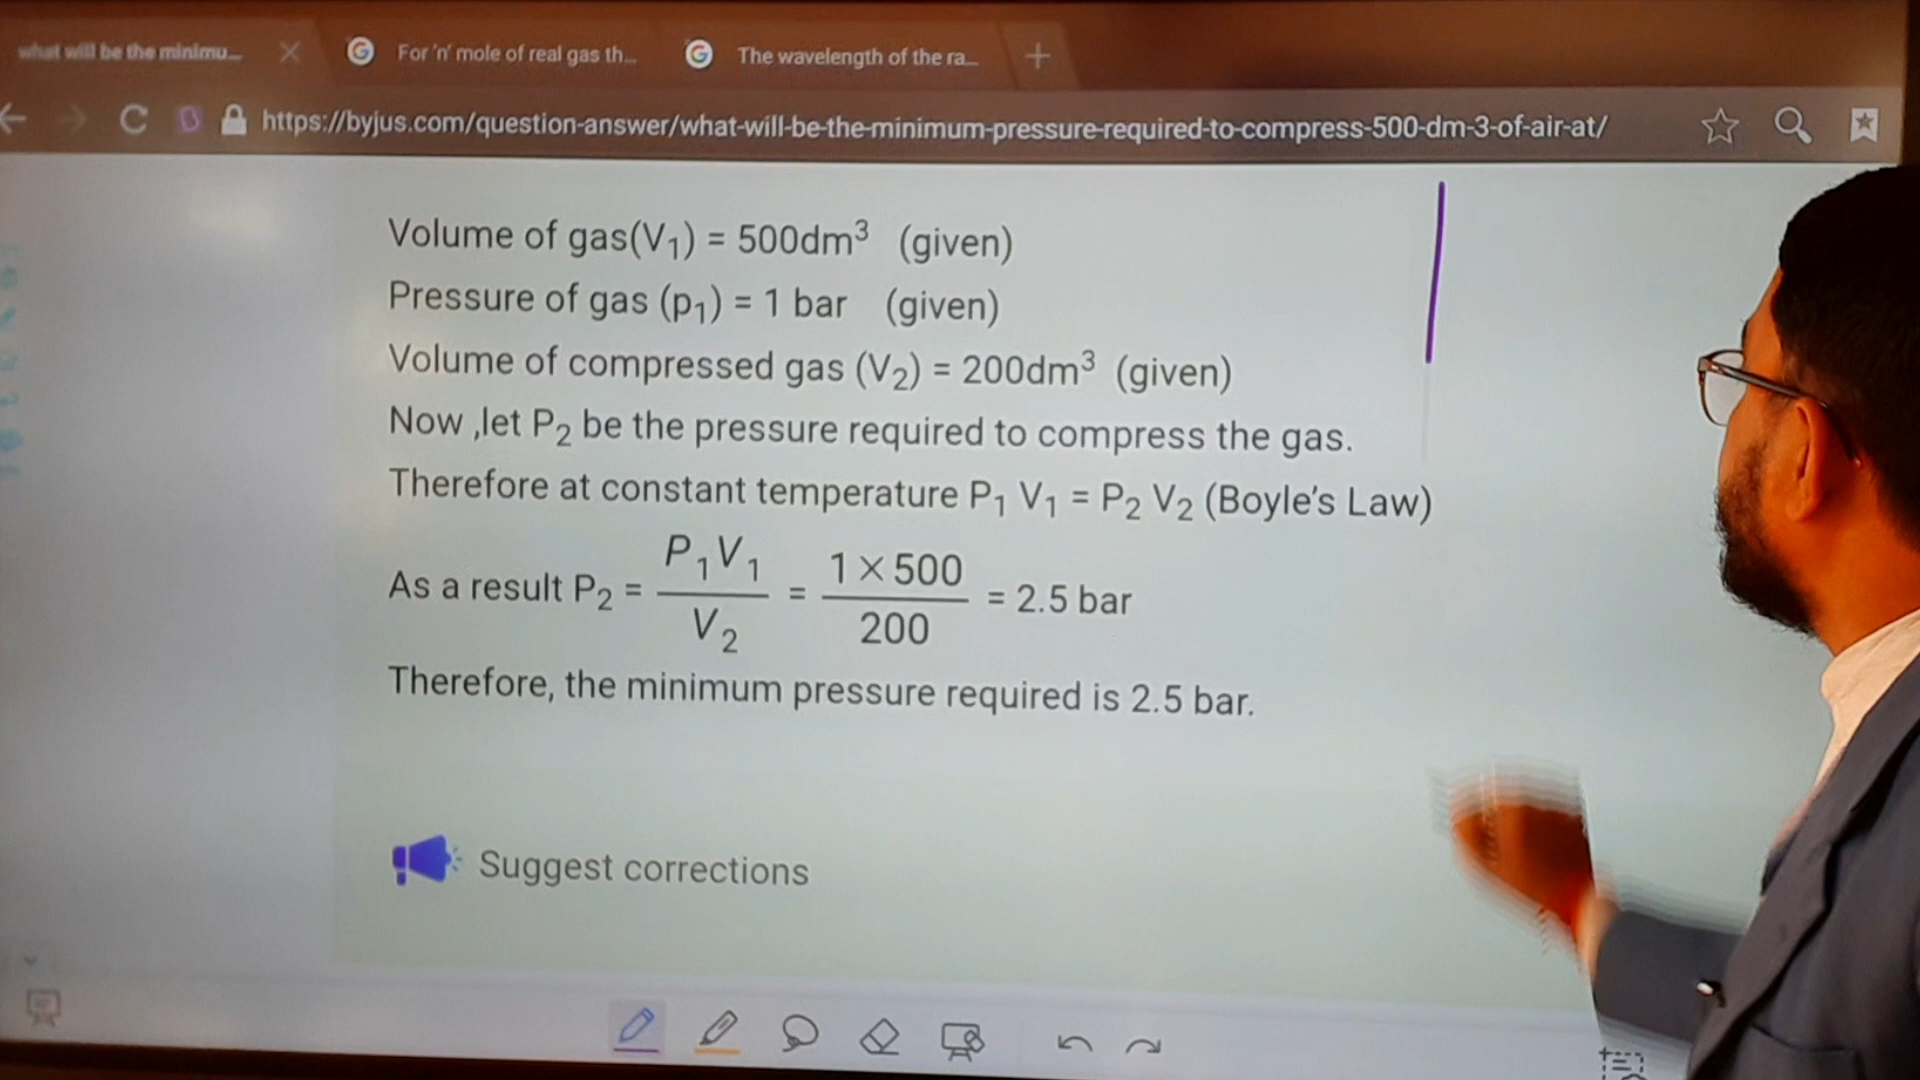 what will be the minimu...
For 'n' mole of real gas th...
The wavelength of the ra...
https://byjus.com/question-answer/what-will-be-the-minimum-pressure-required-to-compress-500-dm-3-of-air-at/
Volume of gas(V₁) = 500dm³ (given)
Pressure of gas (p₁) = 1 bar (given)
Volume of compressed gas (V₂) = 200dm³ (given)
Now ,let P₂ be the pressure required to compress the gas.
Therefore at constant temperature P₁ V₁ = P₂ V₂ (Boyle's Law)
As a result P₂ = P₁V₁ / V₂ = 1 × 500 / 200 = 2.5 bar
Therefore, the minimum pressure required is 2.5 bar.
Suggest corrections